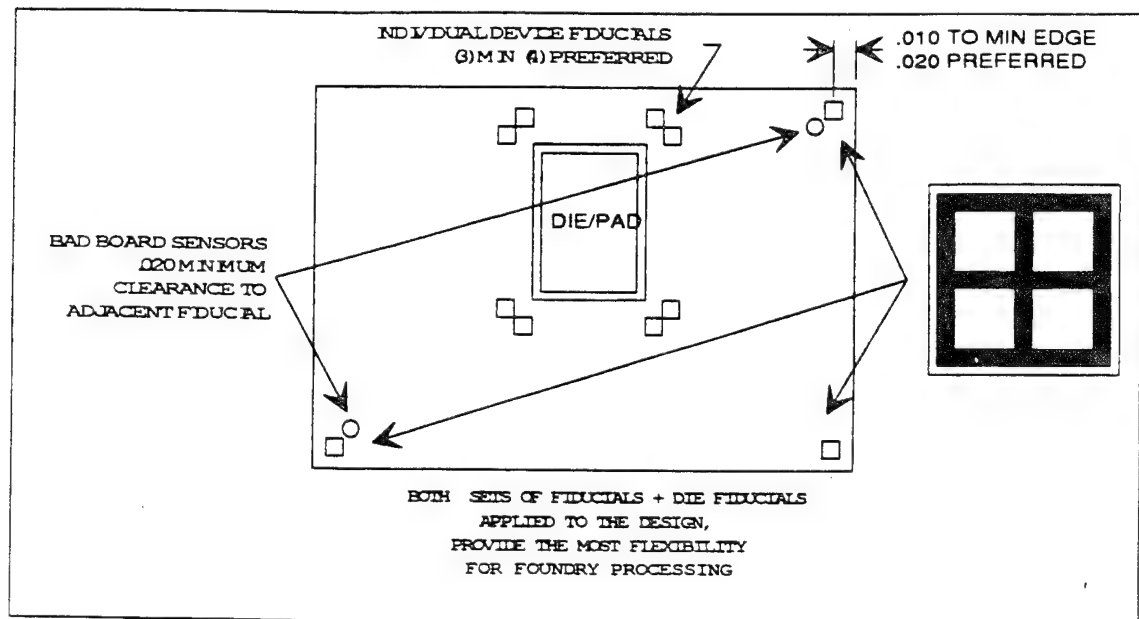 INDIVIDUAL DEVICE FIDUCIALS
(3) MIN (4) PREFERRED
.010 TO MIN EDGE
.020 PREFERRED
DIE/PAD
BAD BOARD SENSORS
.020 MINIMUM
CLEARANCE TO
ADJACENT FIDUCIAL
BOTH SETS OF FIDUCIALS + DIE FIDUCIALS
APPLIED TO THE DESIGN,
PROVIDE THE MOST FLEXIBILITY
FOR FOUNDRY PROCESSING